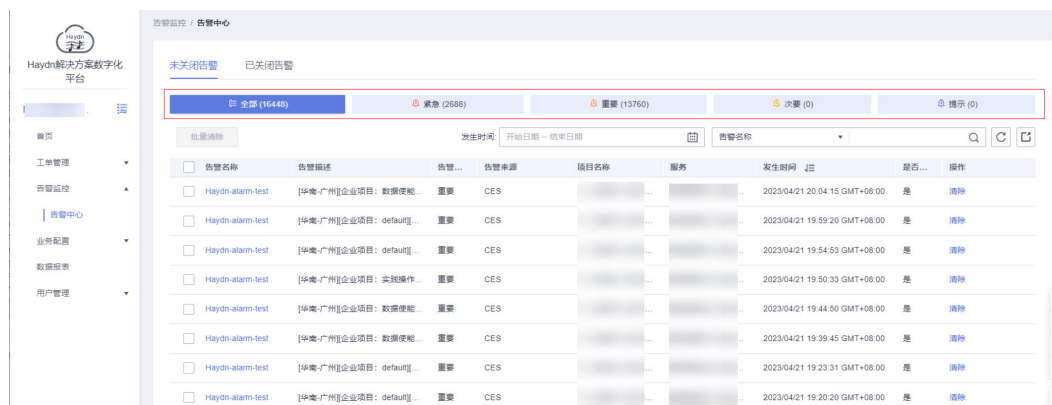 告警监控 / 告警中心
Haydn
Haydn解决方案数字化
平台
首页
工单管理
告警监控
告警中心
业务配置
数据报表
用户管理
未关闭告警 已关闭告警
全部 (16448) 紧急 (2688) 重要 (13760) 次要 (0) 提示 (0)
批量清除 发生时间: 开始日期 – 结束日期 告警名称
告警名称 告警描述 告警... 告警来源 项目名称 服务 发生时间 是否... 操作
Haydn-alarm-test [华南-广州][企业项目：数据使能... 重要 CES ... ... 2023/04/21 20:04:15 GMT+08:00 是 清除
Haydn-alarm-test [华南-广州][企业项目：default][... 重要 CES ... ... 2023/04/21 19:59:20 GMT+08:00 是 清除
Haydn-alarm-test [华南-广州][企业项目：default][... 重要 CES ... ... 2023/04/21 19:54:53 GMT+08:00 是 清除
Haydn-alarm-test [华南-广州][企业项目：实践操作... 重要 CES ... ... 2023/04/21 19:50:33 GMT+08:00 是 清除
Haydn-alarm-test [华南-广州][企业项目：数据使能... 重要 CES ... ... 2023/04/21 19:44:50 GMT+08:00 是 清除
Haydn-alarm-test [华南-广州][企业项目：数据使能... 重要 CES ... ... 2023/04/21 19:39:45 GMT+08:00 是 清除
Haydn-alarm-test [华南-广州][企业项目：default][... 重要 CES ... ... 2023/04/21 19:23:31 GMT+08:00 是 清除
Haydn-alarm-test [华南-广州][企业项目：default][... 重要 CES ... ... 2023/04/21 19:20:20 GMT+08:00 是 清除